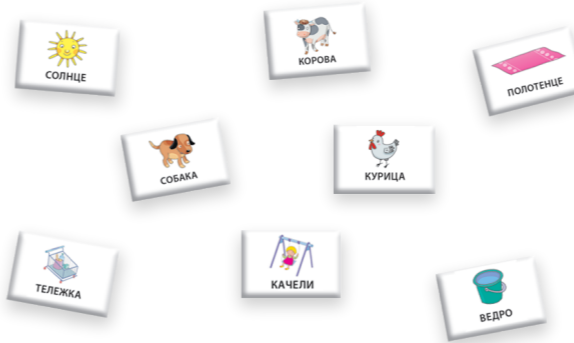 СОЛНЦЕ
КОРОВА
ПОЛОТЕНЦЕ
СОБАКА
КУРИЦА
ТЕЛЕЖКА
КАЧЕЛИ
ВЕДРО